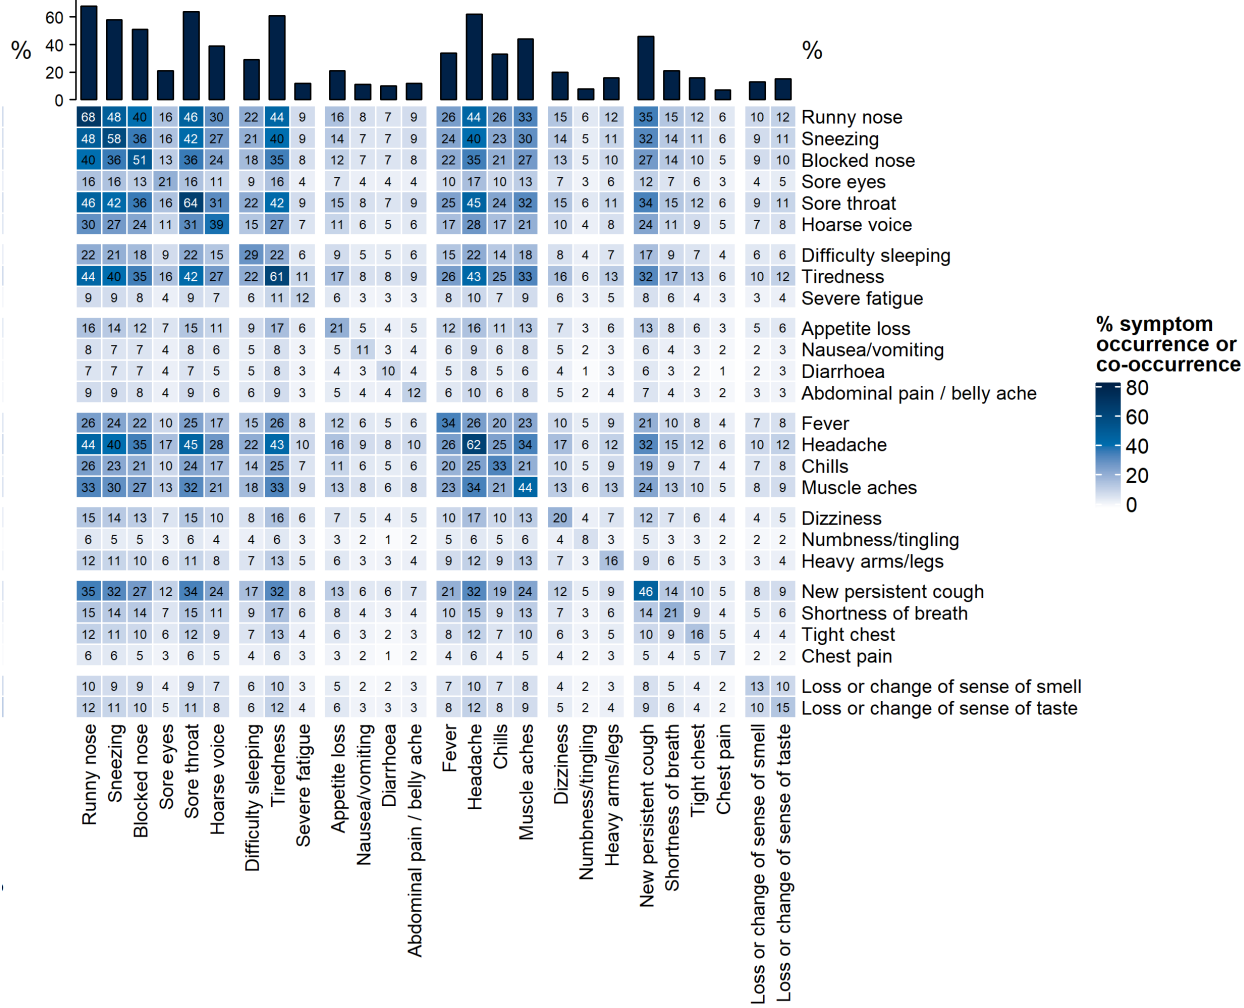 60
%
40
20
0
%
68 48 40 16 46 30 22 44 9 16 8 7 9 26 44 26 33 15 6 12 35 15 12 6 10 12 Runny nose
48 58 36 16 42 27 21 40 9 14 7 7 9 24 40 23 30 14 5 11 32 14 11 6 9 11 Sneezing
40 36 51 13 36 24 18 35 8 12 7 7 8 22 35 21 27 13 5 10 27 14 10 5 9 10 Blocked nose
16 16 13 21 16 11 9 16 4 7 4 4 4 10 17 10 13 7 3 6 12 7 6 3 4 5 Sore eyes
46 42 36 16 64 31 22 42 9 15 8 7 9 25 45 24 32 15 6 11 34 15 12 6 9 11 Sore throat
30 27 24 11 31 39 15 27 7 11 6 5 6 17 28 17 21 10 4 8 24 11 9 5 7 8 Hoarse voice
22 21 18 9 22 15 29 22 6 9 5 5 6 15 22 14 18 8 4 7 17 9 7 4 6 6 Difficulty sleeping
44 40 35 16 42 27 22 61 11 17 8 8 9 26 43 25 33 16 6 13 32 17 13 6 10 12 Tiredness
9 9 8 4 9 7 6 11 12 6 3 3 3 8 10 7 9 6 3 5 8 6 4 3 3 4 Severe fatigue
16 14 12 7 15 11 9 17 6 21 5 4 5 12 16 11 13 7 3 6 13 8 6 3 5 6 Appetite loss
8 7 7 4 8 6 5 8 3 5 11 3 4 6 9 6 8 5 2 3 6 4 3 2 2 3 Nausea/vomiting
7 7 7 4 7 5 5 8 3 4 3 10 4 5 8 5 6 4 1 3 6 3 2 1 2 3 Diarrhoea
9 9 8 4 9 6 6 9 3 5 4 4 12 6 10 6 8 5 2 4 7 4 3 2 3 3 Abdominal pain / belly ache
26 24 22 10 25 17 15 26 8 12 6 5 6 34 26 20 23 10 5 9 21 10 8 4 7 8 Fever
44 40 35 17 45 28 22 43 10 16 9 8 10 26 62 25 34 17 6 12 32 15 12 6 10 12 Headache
26 23 21 10 24 17 14 25 7 11 6 5 6 20 25 33 21 10 5 9 19 9 7 4 7 8 Chills
33 30 27 13 32 21 18 33 9 13 8 6 8 23 34 21 44 13 6 13 24 13 10 5 8 9 Muscle aches
15 14 13 7 15 10 8 16 6 7 5 4 5 10 17 10 13 20 4 7 12 7 6 4 4 5 Dizziness
6 5 5 3 6 4 4 6 3 3 2 1 2 5 6 5 6 4 8 3 5 3 3 2 2 2 Numbness/tingling
12 11 10 6 11 8 7 13 5 6 3 3 4 9 12 9 13 7 3 16 9 6 5 3 3 4 Heavy arms/legs
35 32 27 12 34 24 17 32 8 13 6 6 7 21 32 19 24 12 5 9 46 14 10 5 8 9 New persistent cough
15 14 14 7 15 11 9 17 6 8 4 3 4 10 15 9 13 7 3 6 14 21 9 4 5 6 Shortness of breath
12 11 10 6 12 9 7 13 4 6 3 2 3 8 12 7 10 6 3 5 10 9 16 5 4 4 Tight chest
6 6 5 3 6 5 4 6 3 3 2 1 2 4 6 4 5 4 2 3 5 4 5 7 2 2 Chest pain
10 9 9 4 9 7 6 10 3 5 2 2 3 7 10 7 8 4 2 3 8 5 4 2 13 10 Loss or change of sense of smell
12 11 10 5 11 8 6 12 4 6 3 3 3 8 12 8 9 5 2 4 9 6 4 2 10 15 Loss or change of sense of taste
% symptom
occurrence or
co-occurrence
80
60
40
20
0
Runny nose
Sneezing
Blocked nose
Sore eyes
Sore throat
Hoarse voice
Difficulty sleeping
Tiredness
Severe fatigue
Appetite loss
Nausea/vomiting
Diarrhoea
Abdominal pain / belly ache
Fever
Headache
Chills
Muscle aches
Dizziness
Numbness/tingling
Heavy arms/legs
New persistent cough
Shortness of breath
Tight chest
Chest pain
Loss or change of sense of smell
Loss or change of sense of taste